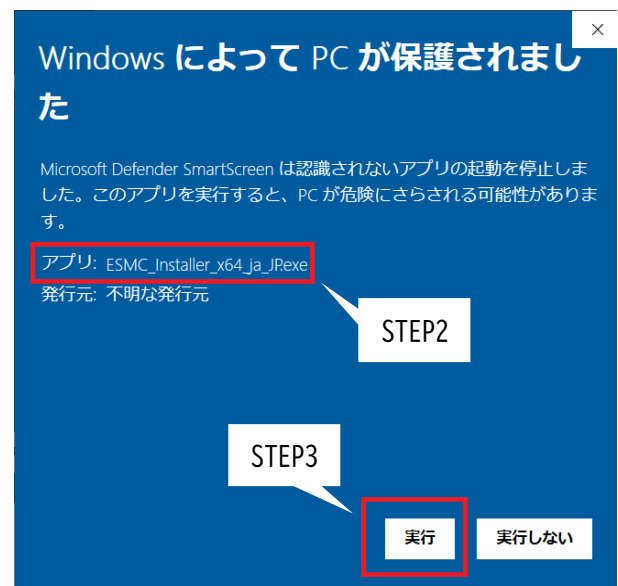 Windows によって PC が保護されまし
た
Microsoft Defender SmartScreen は認識されないアプリの起動を停止しま
した。このアプリを実行すると、PC が危険にさらされる可能性がありま
す。
アプリ: ESMC_Installer_x64_ja_JP.exe
発行元: 不明な発行元
STEP2
STEP3
実行 実行しない